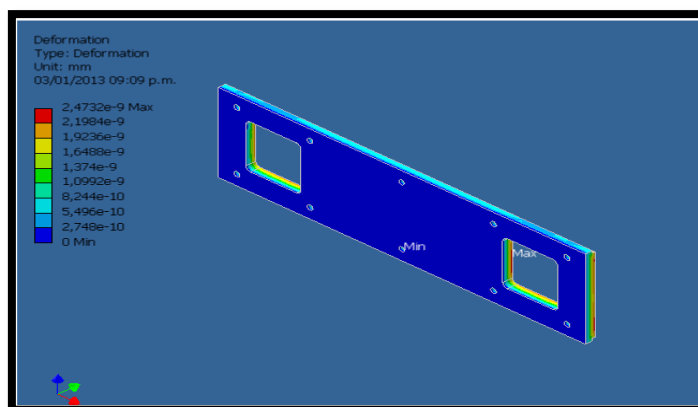 Deformation
Type: Deformation
Unit: mm
03/01/2013 09:09 p.m.
2,4732e-9 Max
2,1984e-9
1,9236e-9
1,6488e-9
1,374e-9
1,0992e-9
8,244e-10
5,496e-10
2,748e-10
0 Min
Min
Max